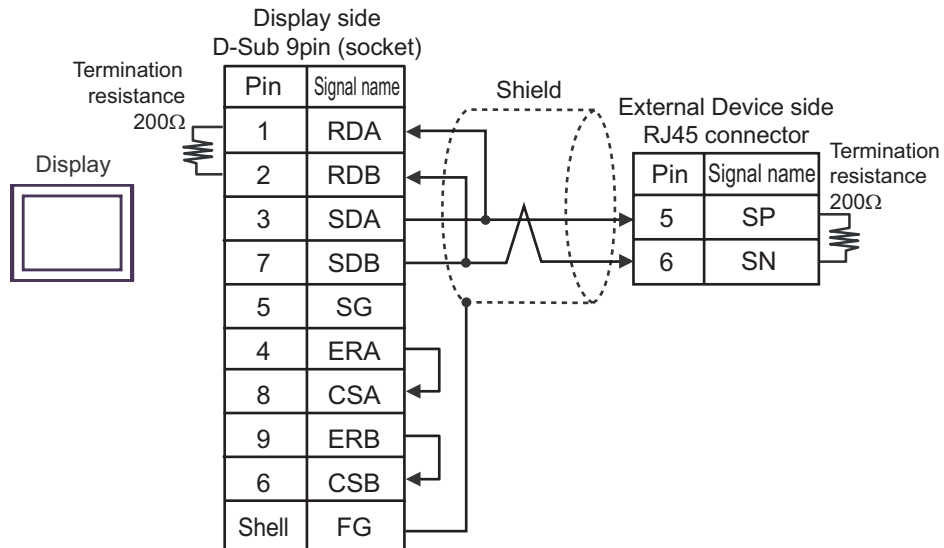 Display side
D-Sub 9pin (socket)
Termination
resistance
200Ω
Display
Pin Signal name
1 RDA
2 RDB
3 SDA
7 SDB
5 SG
4 ERA
8 CSA
9 ERB
6 CSB
Shell FG
Shield
External Device side
RJ45 connector
Pin Signal name
5 SP
6 SN
Termination
resistance
200Ω